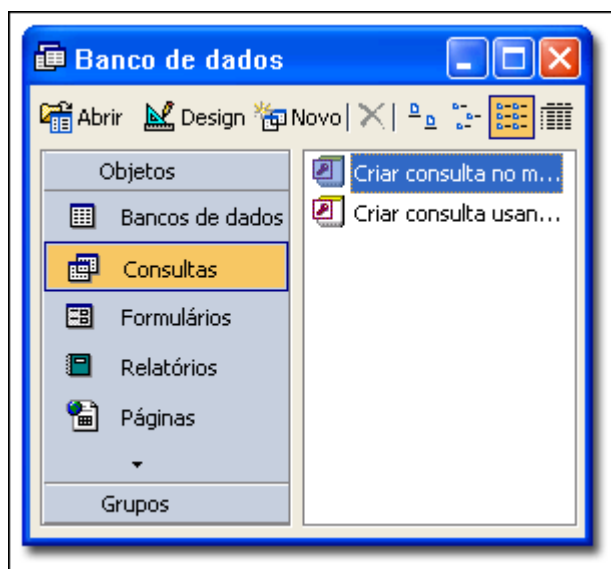 Banco de dados
Abrir Design Novo
Objetos
Bancos de dados
Consultas
Formulários
Relatórios
Páginas
Grupos
Criar consulta no m...
Criar consulta usan...